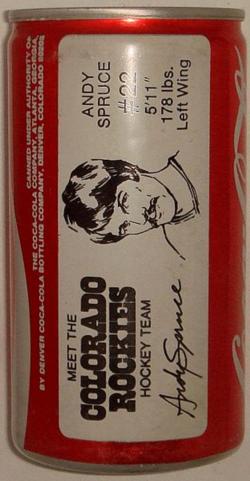 MEET THE
COLORADO
ROCKIES
HOCKEY TEAM
Andy Spruce
ANDY
SPRUCE
#22
5'11"
178 lbs.
Left Wing
CANNED UNDER AUTHORITY OF
THE COCA-COLA COMPANY, ATLANTA, GEORGIA,
BY DENVER COCA-COLA BOTTLING COMPANY, DENVER, COLORADO 80202